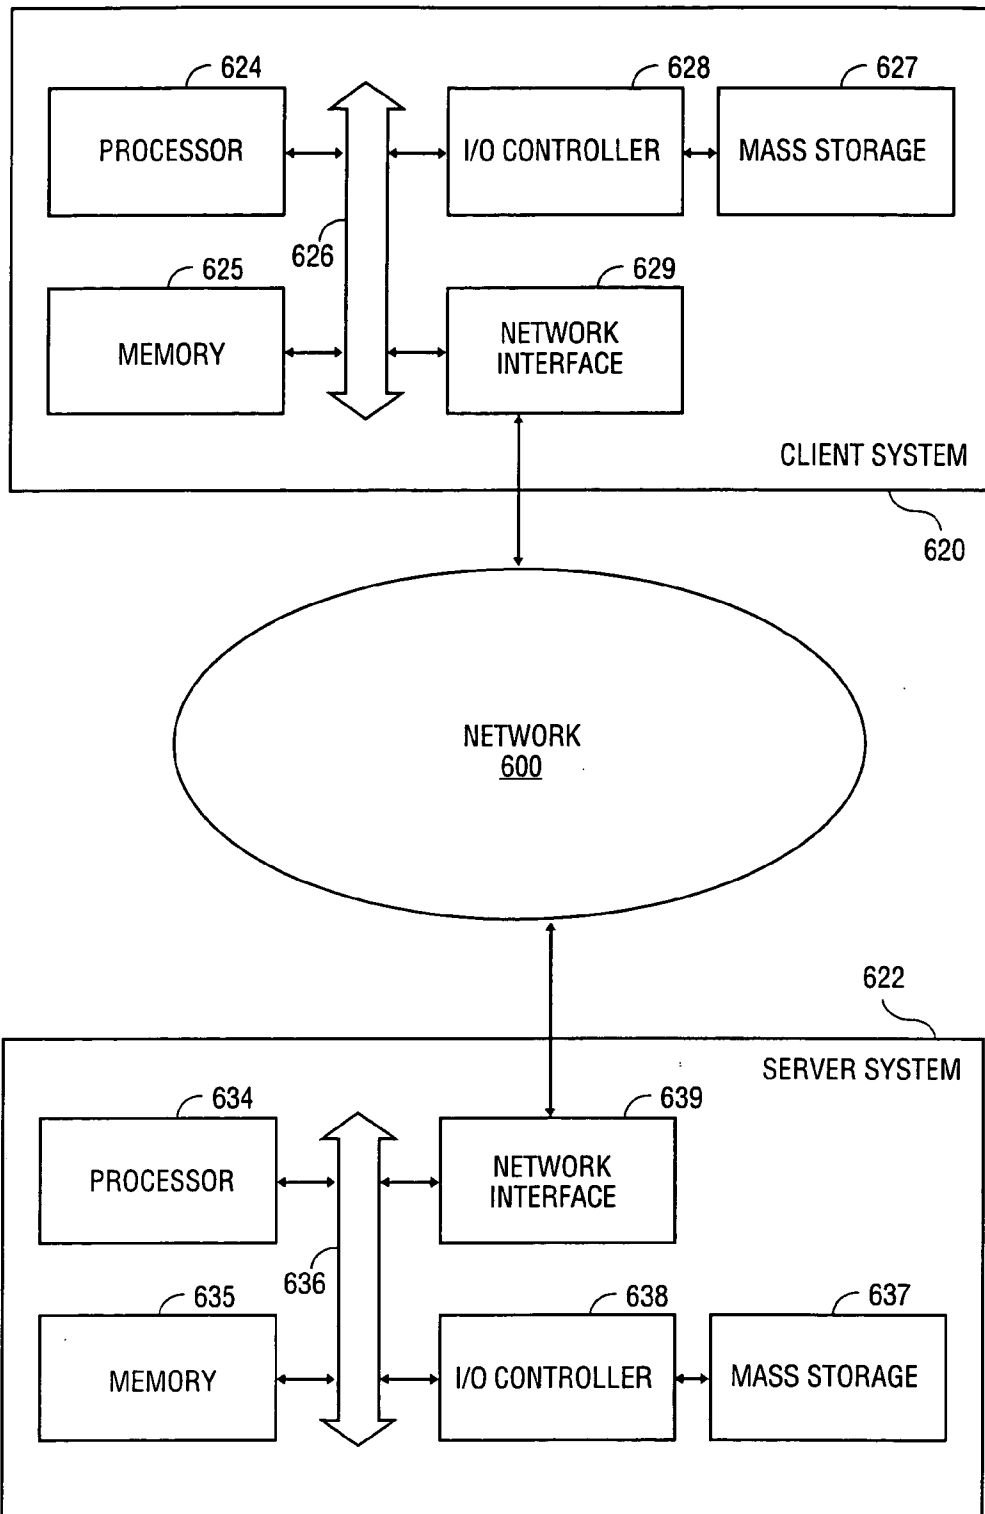 624
628
627
PROCESSOR
I/O CONTROLLER
MASS STORAGE
626
625
629
MEMORY
NETWORK
INTERFACE
CLIENT SYSTEM
620
NETWORK
600
622
SERVER SYSTEM
634
639
PROCESSOR
NETWORK
INTERFACE
636
635
638
637
MEMORY
I/O CONTROLLER
MASS STORAGE